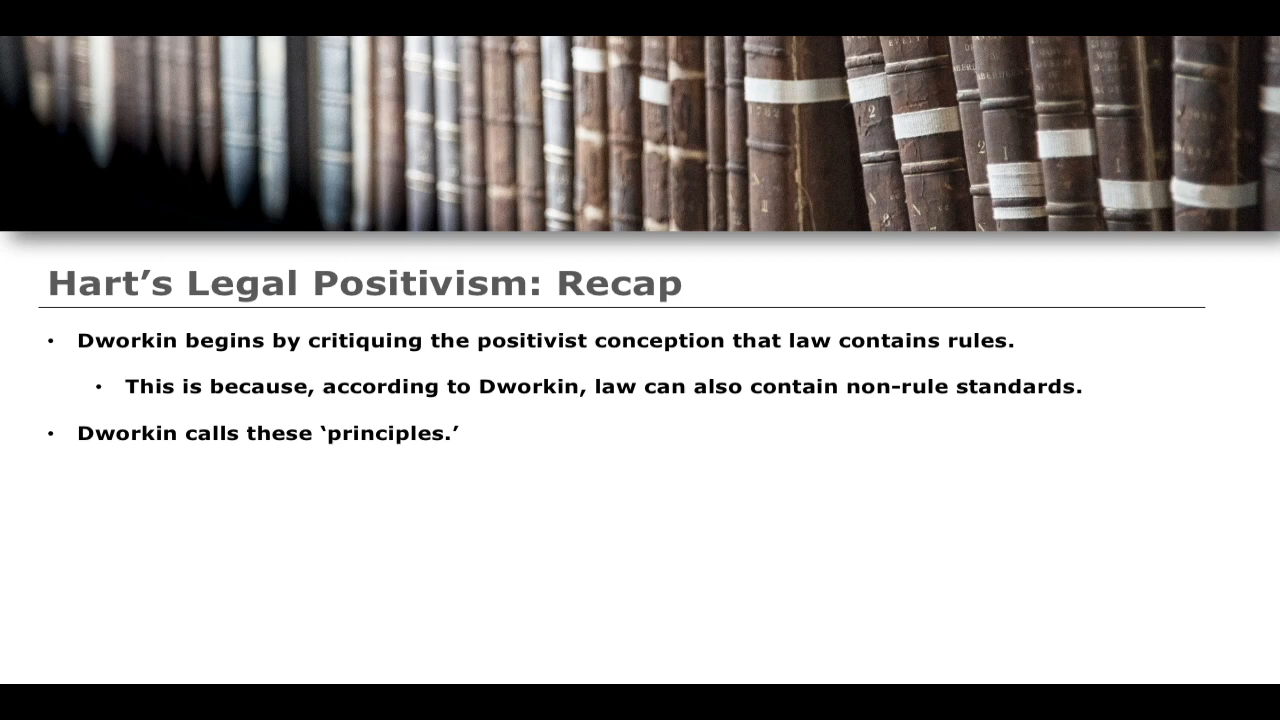 Hart’s Legal Positivism: Recap
• Dworkin begins by critiquing the positivist conception that law contains rules.
• This is because, according to Dworkin, law can also contain non-rule standards.
• Dworkin calls these ‘principles.’